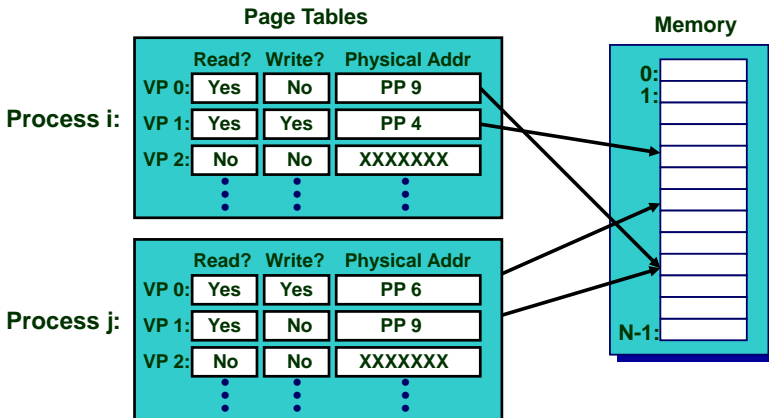 Page Tables
Memory
Read? Write? Physical Addr
VP 0: Yes No PP 9
Process i:
VP 1: Yes Yes PP 4
VP 2: No No XXXXXXX
0:
1:
N-1:
Read? Write? Physical Addr
VP 0: Yes Yes PP 6
Process j:
VP 1: Yes No PP 9
VP 2: No No XXXXXXX